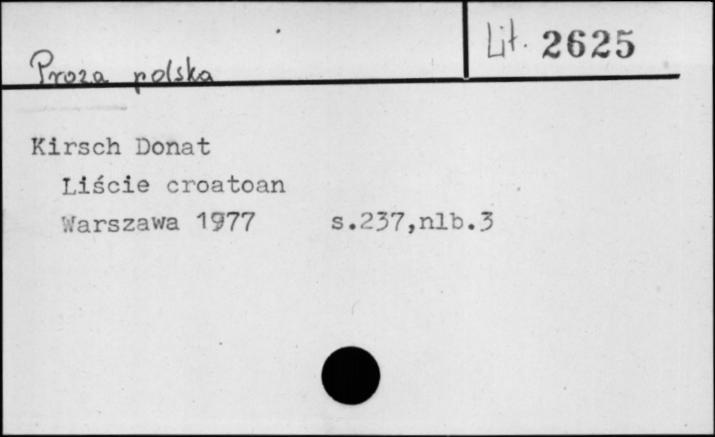 Proza polska
Lit. 2625
Kirsch Donat
Liście croatoan
Warszawa 1977 s.237,nlb.3